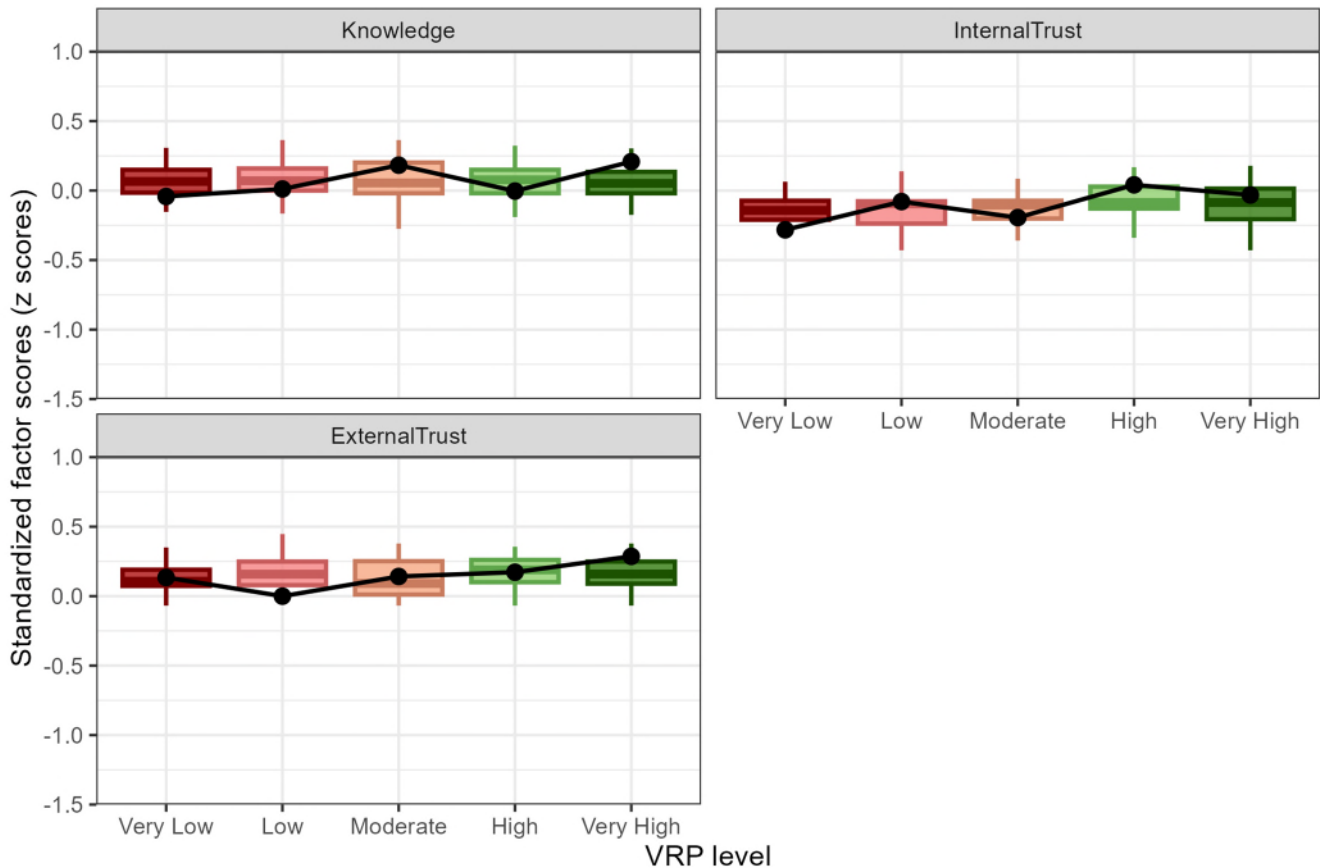 Knowledge
InternalTrust
1.0
0.5
0.0
-0.5
-1.0
-1.5
Very Low Low Moderate High Very High
ExternalTrust
1.0
0.5
0.0
-0.5
-1.0
-1.5
Very Low Low Moderate High Very High
VRP level
Standardized factor scores (z scores)